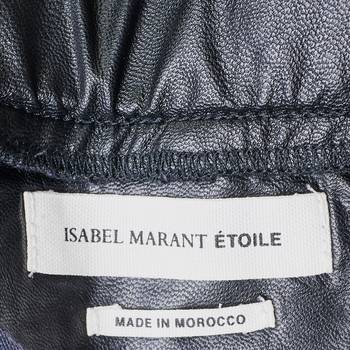 ISABEL MARANT ÉTOILE
MADE IN MOROCCO